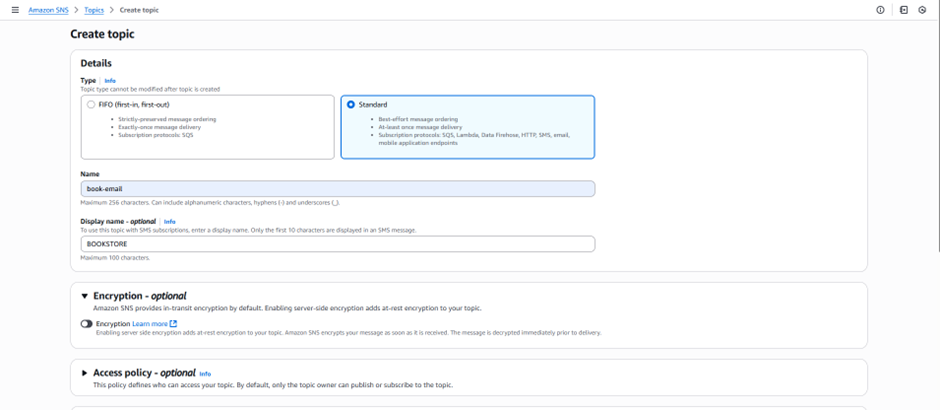 Amazon SNS > Topics > Create topic
Create topic
Details
Type | Info
Topic type cannot be modified after topic is created
FIFO (first-in, first-out)
• Strictly-preserved message ordering
• Exactly-once message delivery
• Subscription protocols: SQS
Standard
• Best-effort message ordering
• At-least once message delivery
• Subscription protocols: SQS, Lambda, Data Firehose, HTTP, SMS, email,
mobile application endpoints
Name
book-email
Maximum 256 characters. Can include alphanumeric characters, hyphens (-) and underscores (_).
Display name - optional | Info
To use this topic with SMS subscriptions, enter a display name. Only the first 10 characters are displayed in an SMS message.
BOOKSTORE
Maximum 100 characters.
Encryption - optional
Amazon SNS provides in-transit encryption by default. Enabling server-side encryption adds at-rest encryption to your topic.
Encryption Learn more
Enabling server side encryption adds at-rest encryption to your topic. Amazon SNS encrypts your message as soon as it is received. The message is decrypted immediately prior to delivery.
Access policy - optional Info
This policy defines who can access your topic. By default, only the topic owner can publish or subscribe to the topic.